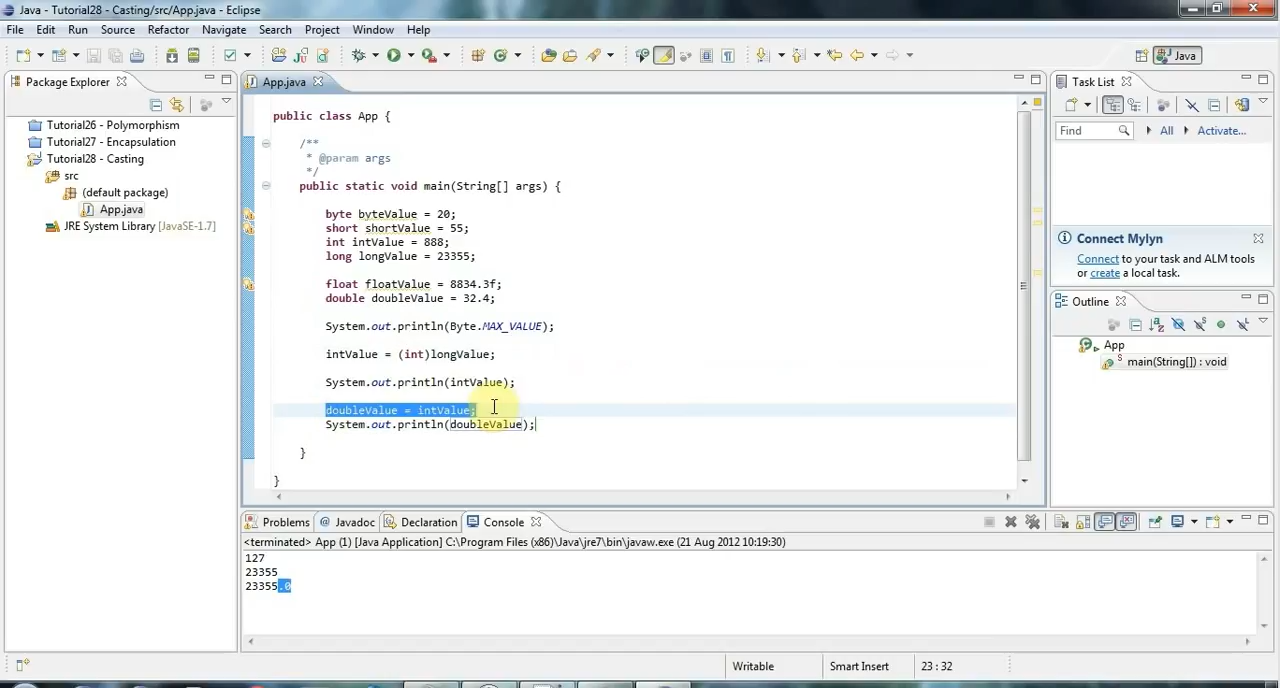 Java - Tutorial28 - Casting/src/App.java - Eclipse
File Edit Run Source Refactor Navigate Search Project Window Help
Java
Package Explorer
Tutorial26 - Polymorphism
Tutorial27 - Encapsulation
Tutorial28 - Casting
src
(default package)
App.java
JRE System Library [JavaSE-1.7]
App.java
public class App {
/**
* @param args
*/
public static void main(String[] args) {
byte byteValue = 20;
short shortValue = 55;
int intValue = 888;
long longValue = 23355;
float floatValue = 8834.3f;
double doubleValue = 32.4;
System.out.println(Byte.MAX_VALUE);
intValue = (int)longValue;
System.out.println(intValue);
doubleValue = intValue;
System.out.println(doubleValue);
}
}
Task List
Find All Activate...
Connect Mylyn
Connect to your task and ALM tools
or create a local task.
Outline
App
main(String[]) : void
Problems Javadoc Declaration Console
<terminated> App (1) [Java Application] C:\Program Files (x86)\Java\jre7\bin\javaw.exe (21 Aug 2012 10:19:30)
127
23355
23355.0
Writable Smart Insert 23 : 32